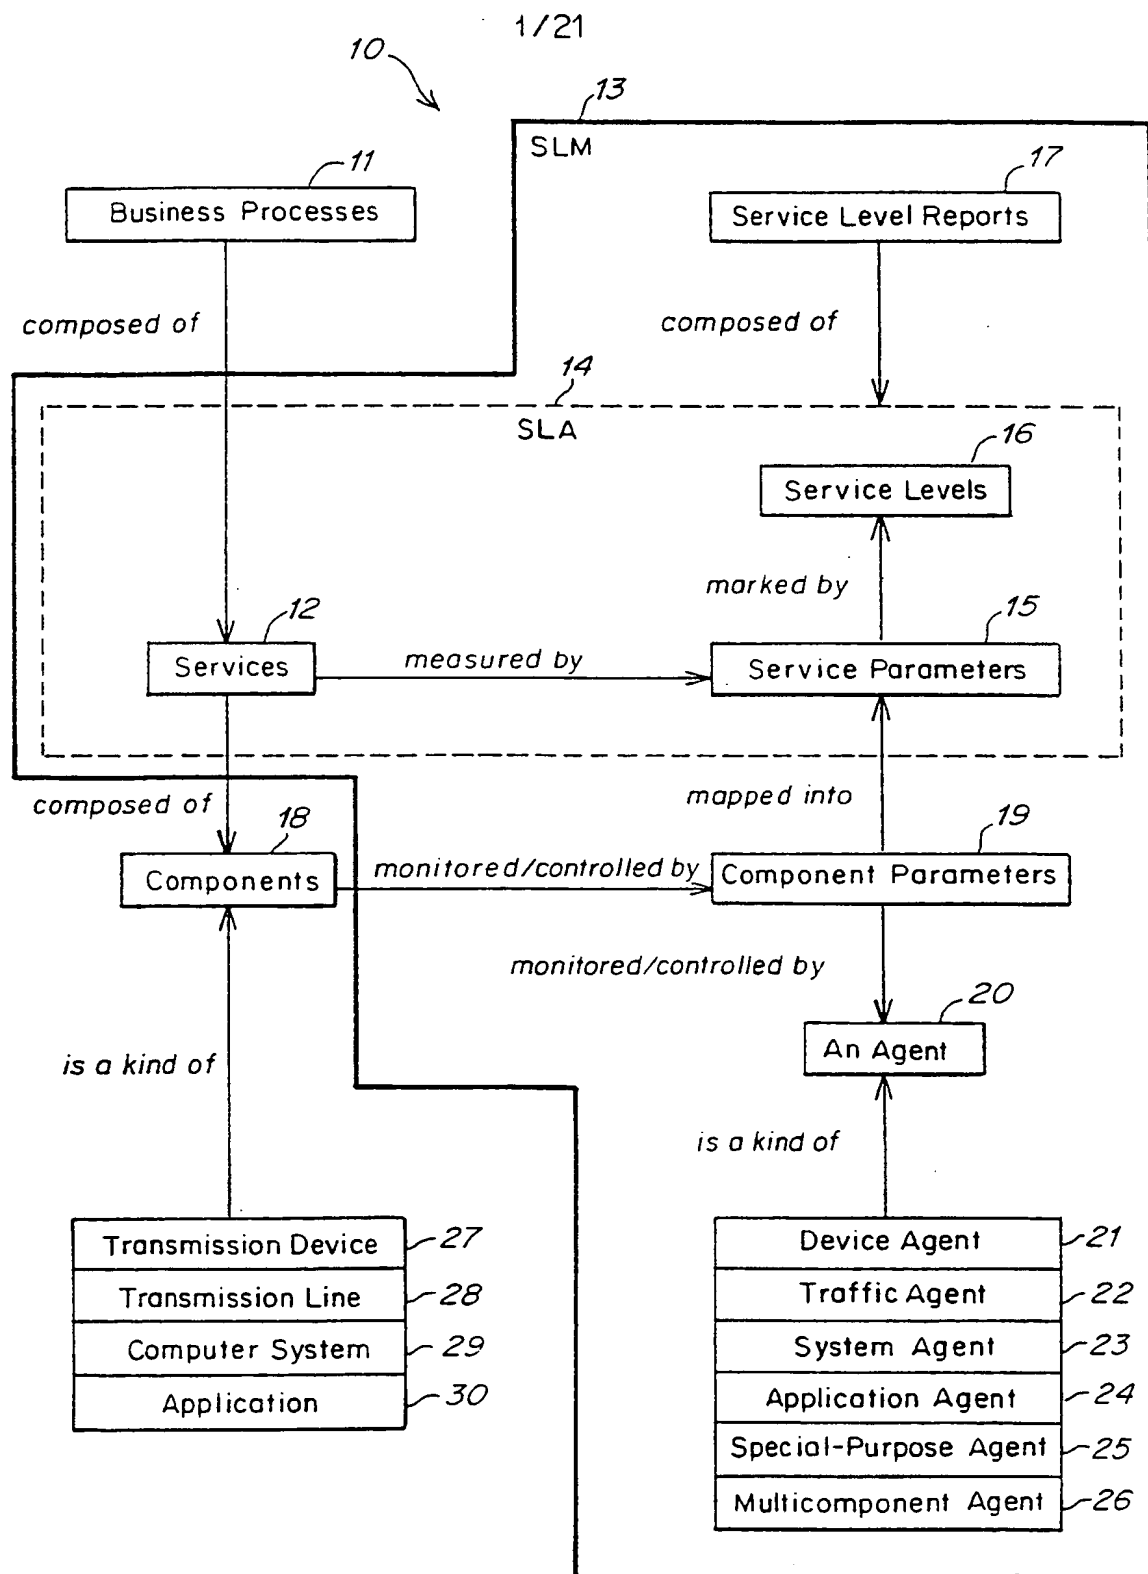 1/21
10
13
SLM
11
Business Processes
17
Service Level Reports
composed of
composed of
14
SLA
16
Service Levels
marked by
12
Services
measured by
15
Service Parameters
composed of
mapped into
18
Components
monitored/controlled by
19
Component Parameters
monitored/controlled by
20
An Agent
is a kind of
is a kind of
Transmission Device 27
Transmission Line 28
Computer System 29
Application 30
Device Agent 21
Traffic Agent 22
System Agent 23
Application Agent 24
Special-Purpose Agent 25
Multicomponent Agent 26